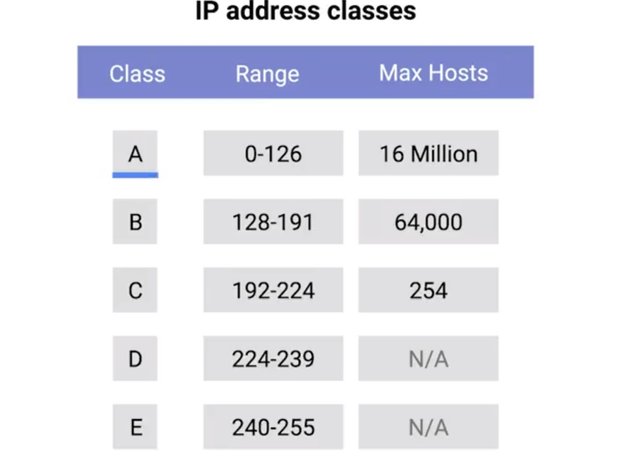 IP address classes
Class Range Max Hosts
A 0-126 16 Million
B 128-191 64,000
C 192-224 254
D 224-239 N/A
E 240-255 N/A